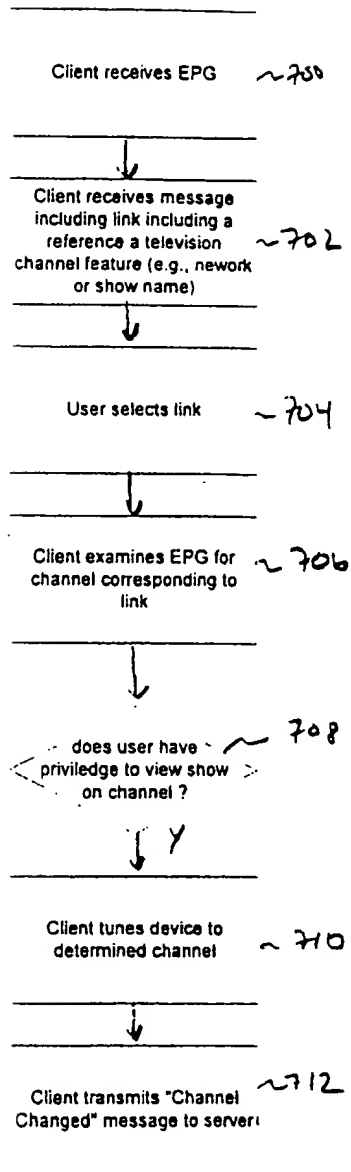 Client receives EPG ~700
Client receives message
including link including a
reference a television ~702
channel feature (e.g., nework
or show name)
User selects link ~704
Client examines EPG for ~706
channel corresponding to
link
does user have 708
priviledge to view show
on channel ?
Y
Client tunes device to
determined channel ~710
Client transmits "Channel ~712
Changed" message to server